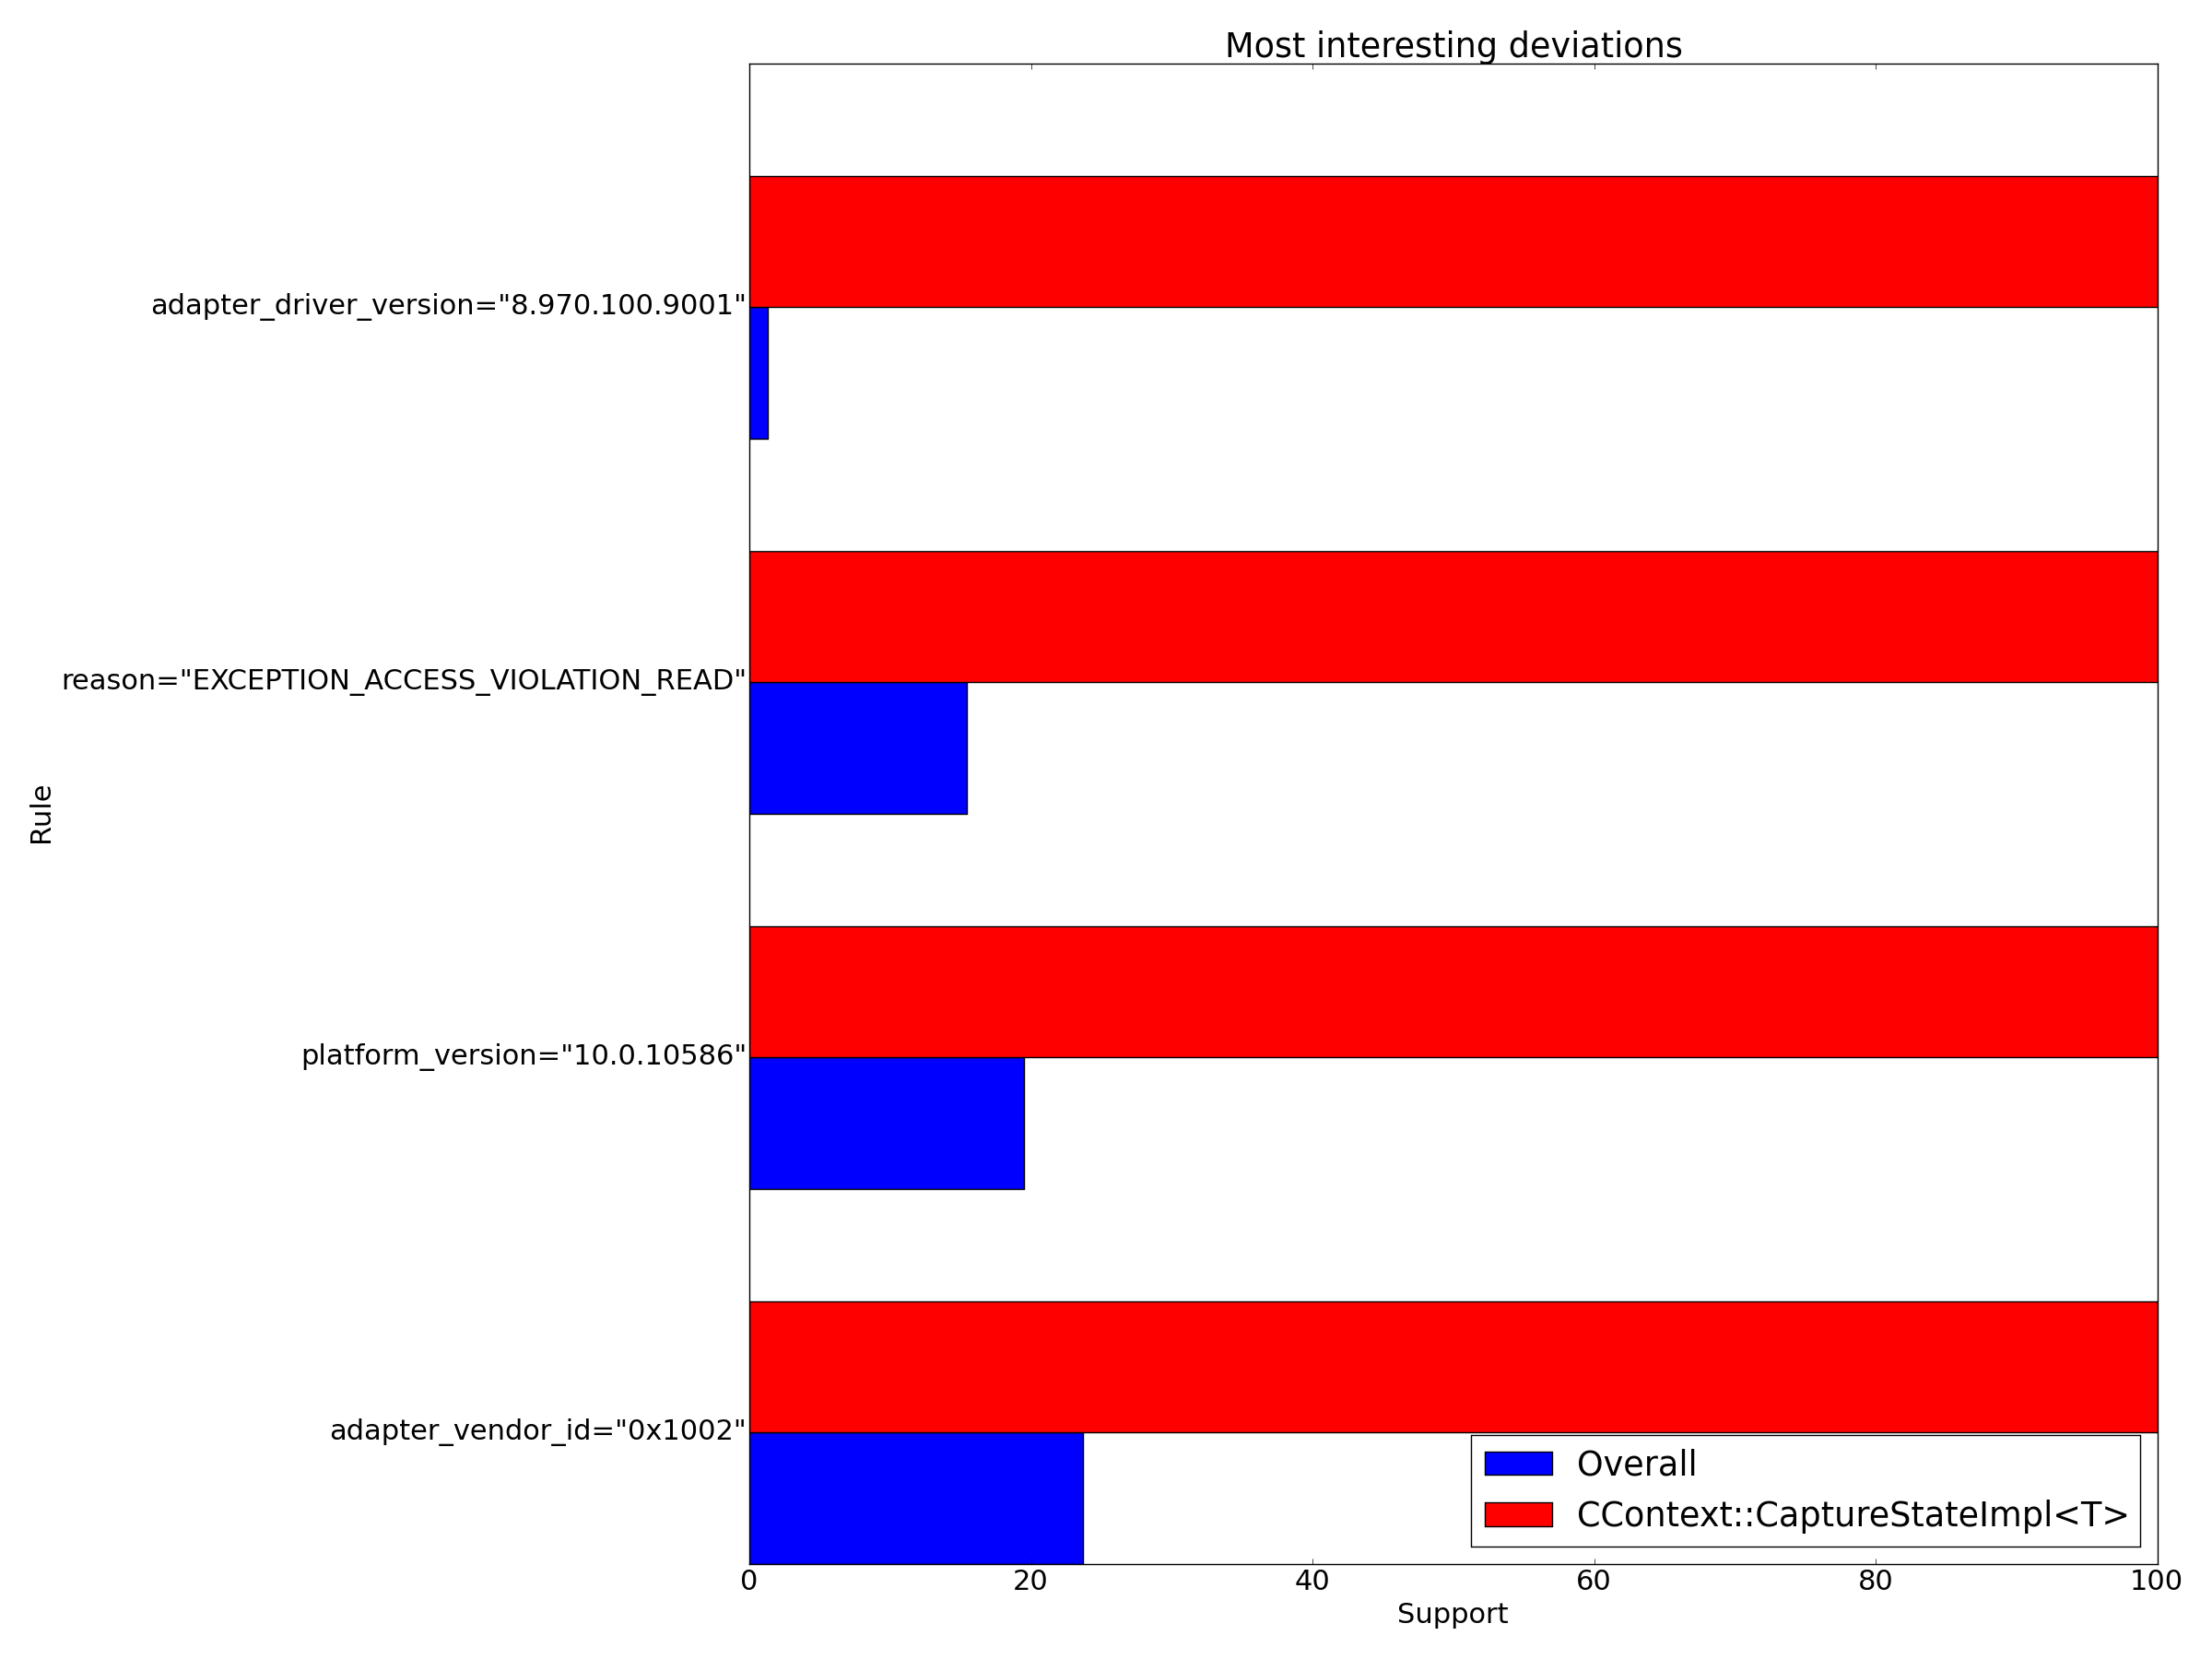 Most interesting deviations
adapter_driver_version="8.970.100.9001"
reason="EXCEPTION_ACCESS_VIOLATION_READ"
Rule
platform_version="10.0.10586"
adapter_vendor_id="0x1002"
Overall
CContext::CaptureStateImpl<T>
0 20 40 60 80 100
Support